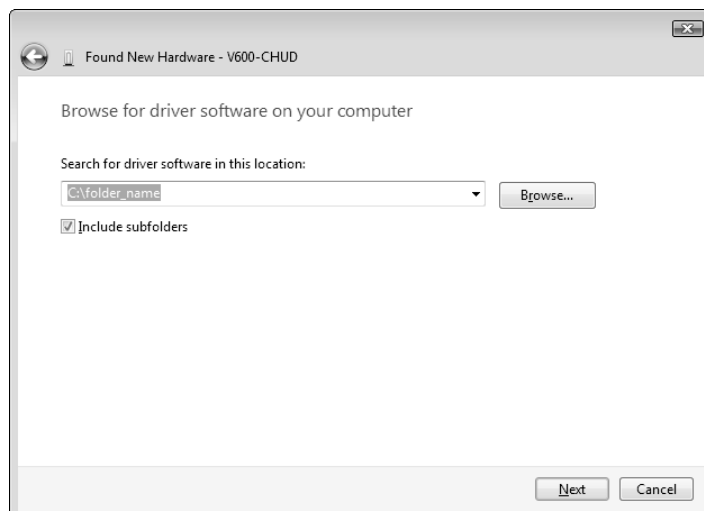 Found New Hardware - V600-CHUD
Browse for driver software on your computer
Search for driver software in this location:
C:\folder_name
Browse...
Include subfolders
Next
Cancel